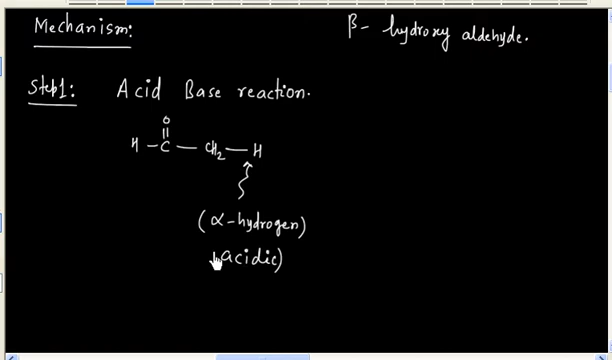 Mechanism:
β- hydroxy aldehyde.
Step1: Acid Base reaction.
O
H - C - CH2 - H
(α-hydrogen)
acidic)